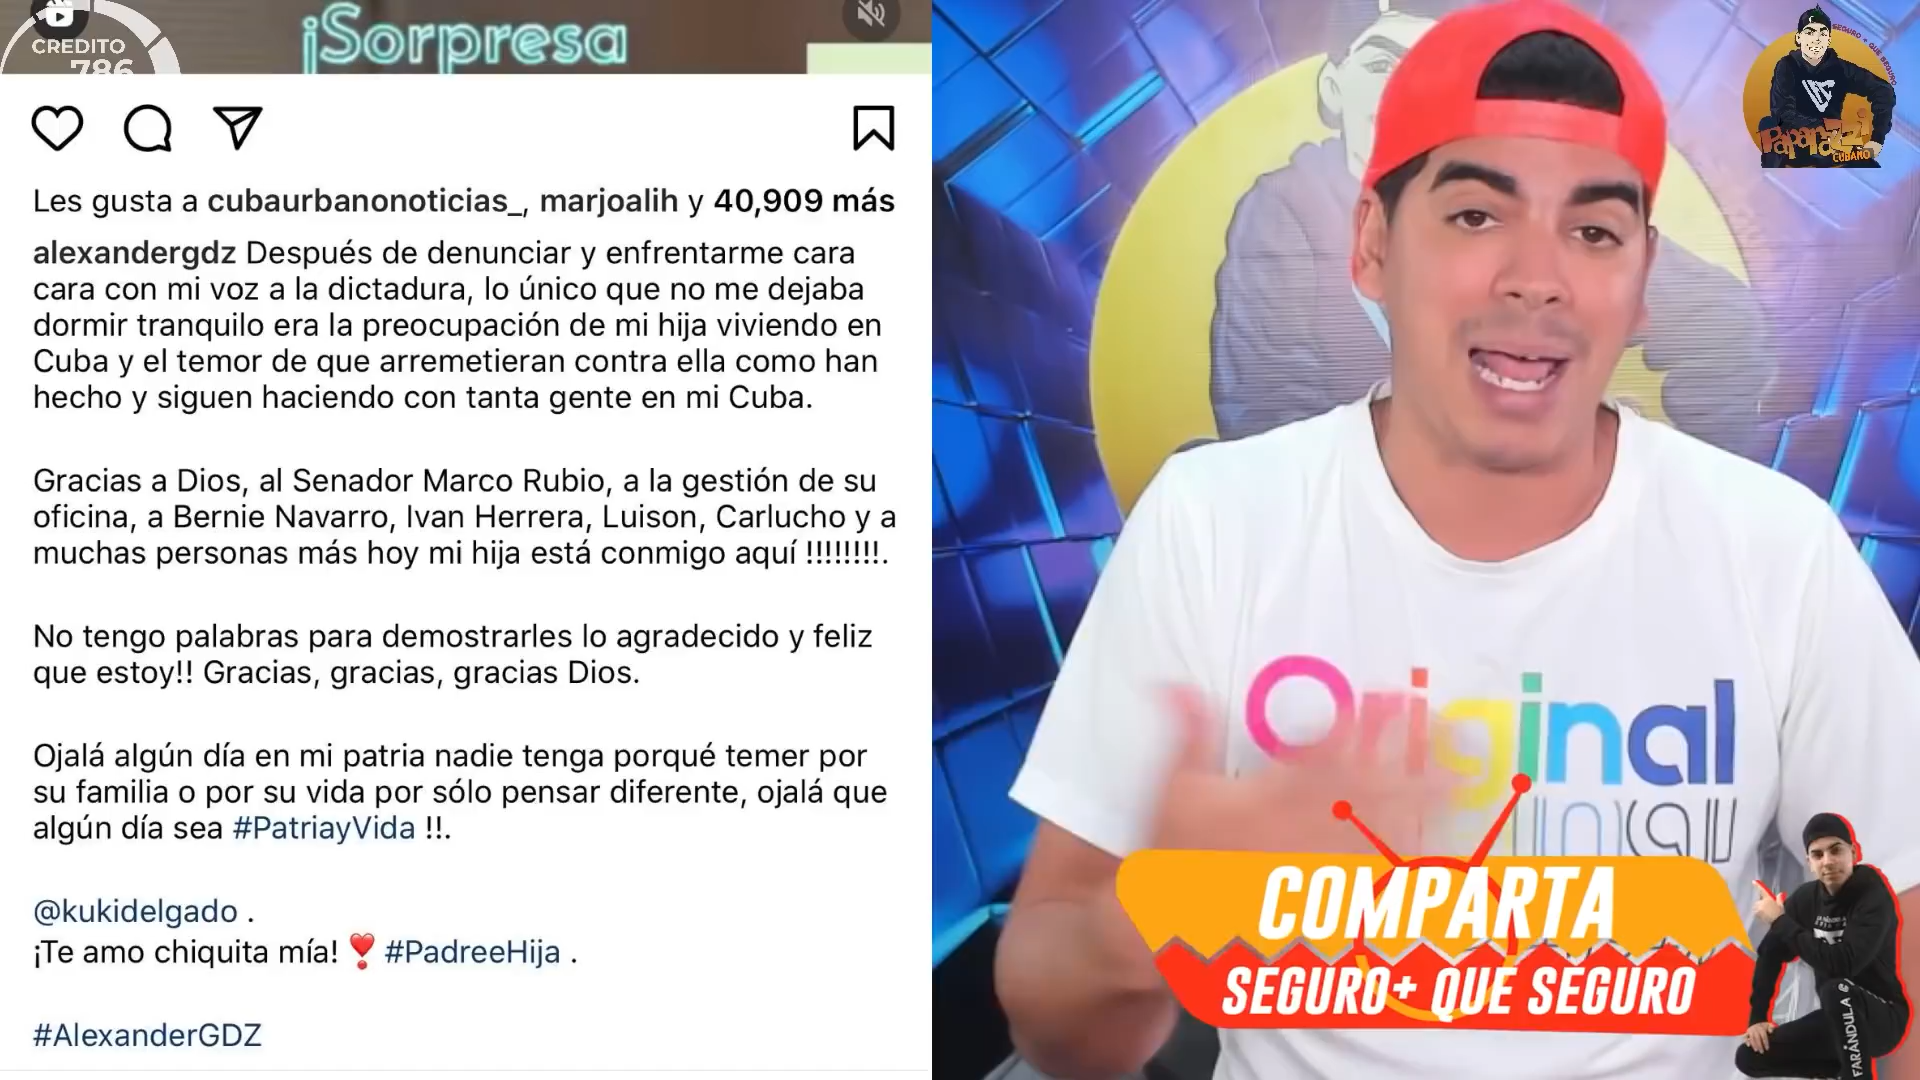 ¡Sorpresa
CREDITO
786
Les gusta a cubaurbanonoticias_, marjoalih y 40,909 más
alexandergdz Después de denunciar y enfrentarme cara
cara con mi voz a la dictadura, lo único que no me dejaba
dormir tranquilo era la preocupación de mi hija viviendo en
Cuba y el temor de que arremetieran contra ella como han
hecho y siguen haciendo con tanta gente en mi Cuba.
Gracias a Dios, al Senador Marco Rubio, a la gestión de su
oficina, a Bernie Navarro, Ivan Herrera, Luison, Carlucho y a
muchas personas más hoy mi hija está conmigo aquí !!!!!!!!!.
No tengo palabras para demostrarles lo agradecido y feliz
que estoy!! Gracias, gracias, gracias Dios.
Ojalá algún día en mi patria nadie tenga porqué temer por
su familia o por su vida por sólo pensar diferente, ojalá que
algún día sea #PatriayVida !!.
@kukidelgado .
¡Te amo chiquita mía! ❣️ #PadreeHija .
#AlexanderGDZ
SEGURO + QUE SEGURO
Paparazzi
CUBANO
Original
COMPARTA
SEGURO+ QUE SEGURO
FARÁNDULA